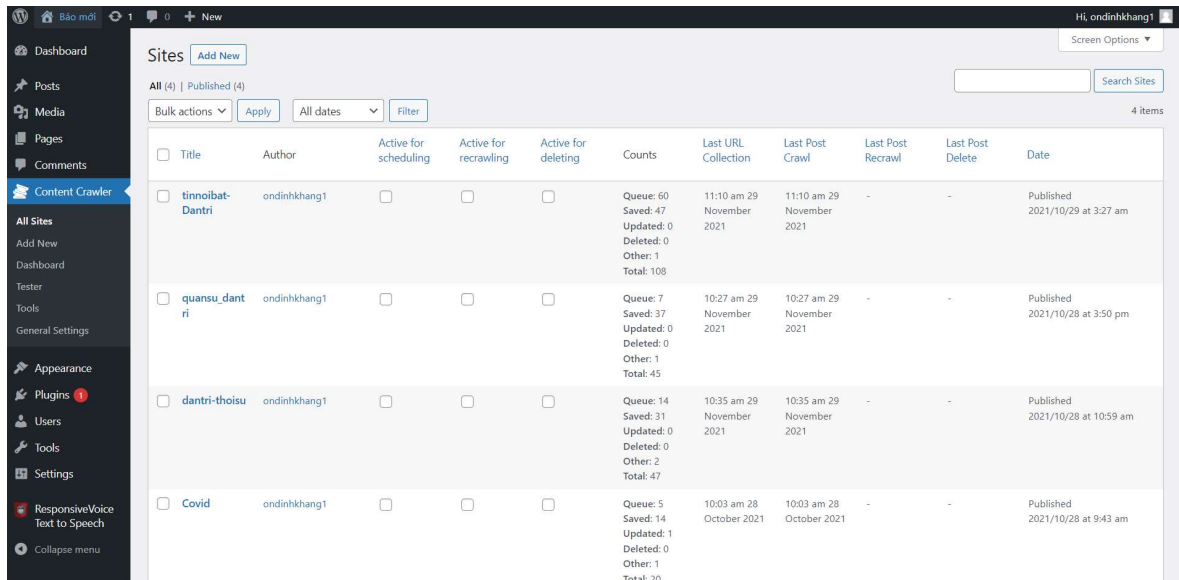 Báo mới 1 0 New
Hi, ondinhkhang1
Dashboard
Posts
Media
Pages
Comments
Content Crawler
All Sites
Add New
Dashboard
Tester
Tools
General Settings
Appearance
Plugins 1
Users
Tools
Settings
ResponsiveVoice
Text to Speech
Collapse menu
Screen Options
Sites Add New
All (4) | Published (4)
Search Sites
Bulk actions Apply All dates Filter
4 items
Title Author Active for scheduling Active for recrawling Active for deleting Counts Last URL Collection Last Post Crawl Last Post Recrawl Last Post Delete Date
tinnoibat-
Dantri
ondinhkhang1
Queue: 60
Saved: 47
Updated: 0
Deleted: 0
Other: 1
Total: 108
11:10 am 29
November
2021
11:10 am 29
November
2021
-
-
Published
2021/10/29 at 3:27 am
quansu_dant
ri
ondinhkhang1
Queue: 7
Saved: 37
Updated: 0
Deleted: 0
Other: 1
Total: 45
10:27 am 29
November
2021
10:27 am 29
November
2021
-
-
Published
2021/10/28 at 3:50 pm
dantri-thoisu
ondinhkhang1
Queue: 14
Saved: 31
Updated: 0
Deleted: 0
Other: 2
Total: 47
10:35 am 29
November
2021
10:35 am 29
November
2021
-
-
Published
2021/10/28 at 10:59 am
Covid
ondinhkhang1
Queue: 5
Saved: 14
Updated: 1
Deleted: 0
Other: 1
Total: 20
10:03 am 28
October 2021
10:03 am 28
October 2021
-
-
Published
2021/10/28 at 9:43 am